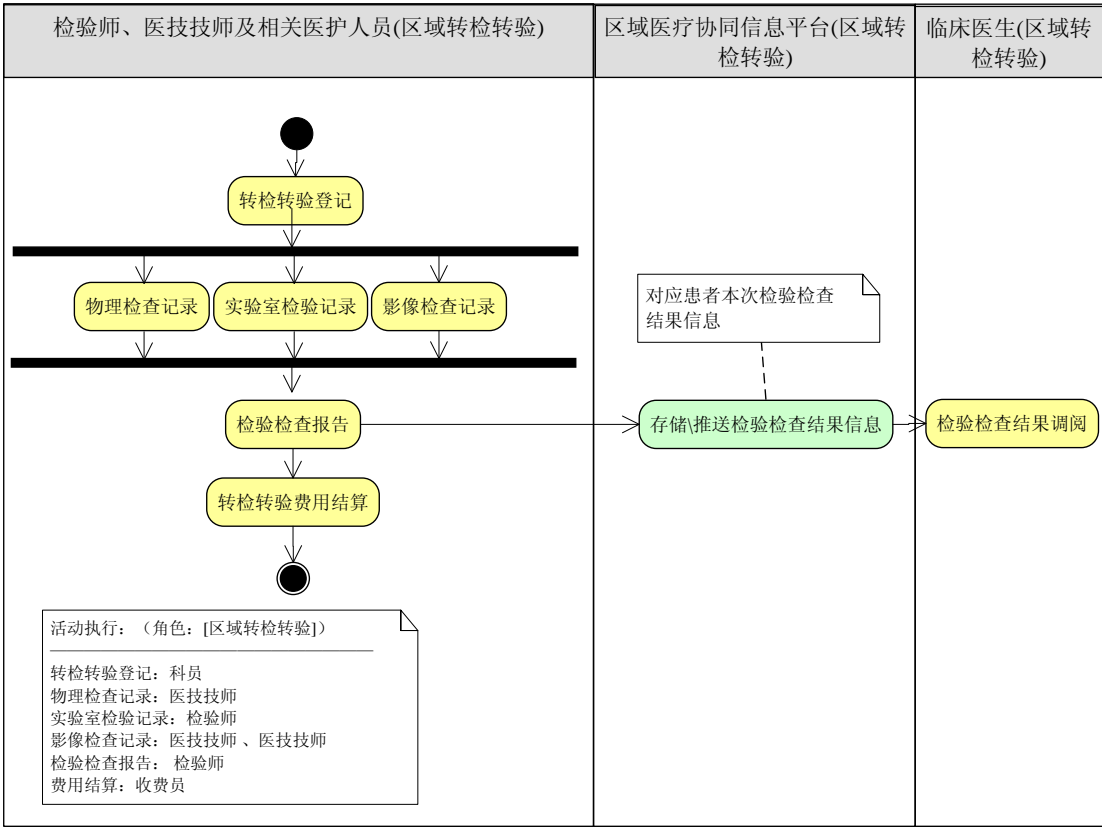 检验师、医技技师及相关医护人员(区域转检转验)
区域医疗协同信息平台(区域转
检转验)
临床医生(区域转
检转验)
转检转验登记
物理检查记录
实验室检验记录
影像检查记录
对应患者本次检验检查
结果信息
检验检查报告
存储\推送检验检查结果信息
检验检查结果调阅
转检转验费用结算
活动执行：（角色：[区域转检转验]）
转检转验登记：科员
物理检查记录：医技技师
实验室检验记录：检验师
影像检查记录：医技技师 、医技技师
检验检查报告： 检验师
费用结算：收费员